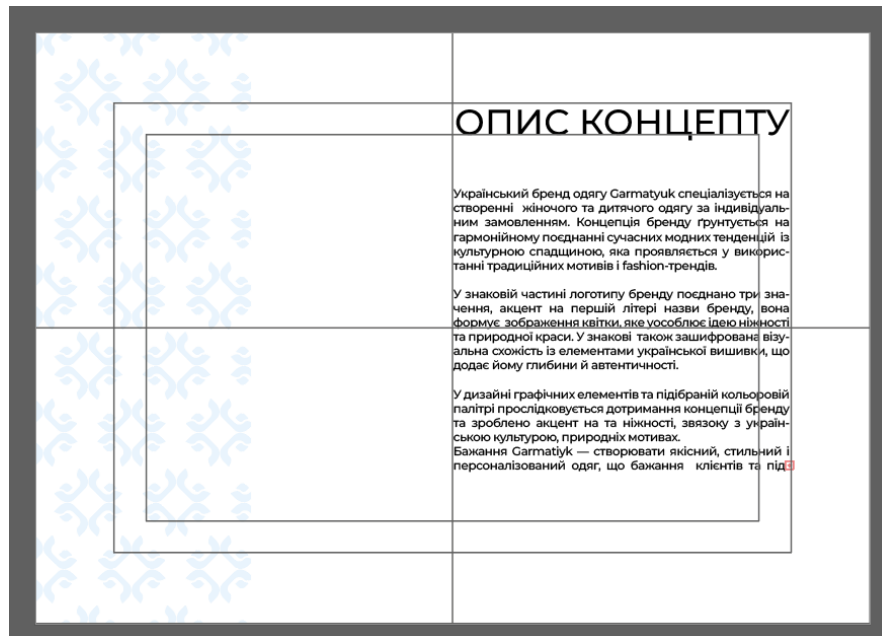 ОПИС КОНЦЕПТУ
Український бренд одягу Garmatyuk спеціалізується на
створенні жіночого та дитячого одягу за індивідуаль-
ним замовленням. Концепція бренду ґрунтується на
гармонійному поєднанні сучасних модних тенденцій із
культурною спадщиною, яка проявляється у викорис-
танні традиційних мотивів і fashion-трендів.
У знаковій частині логотипу бренду поєднано три зна-
чення, акцент на першій літері назви бренду, вона
формує зображення квітки, яке уособлює ідею ніжності
та природної краси. У знакові також зашифрована візу-
альна схожість із елементами української вишивки, що
додає йому глибини й автентичності.
У дизайні графічних елементів та підібраній кольоровій
палітрі прослідковується дотримання концепції бренду
та зроблено акцент на та ніжності, звязоку з україн-
ською культурою, природніх мотивах.
Бажання Garmatiyk — створювати якісний, стильний і
персоналізований одяг, що бажання клієнтів та під